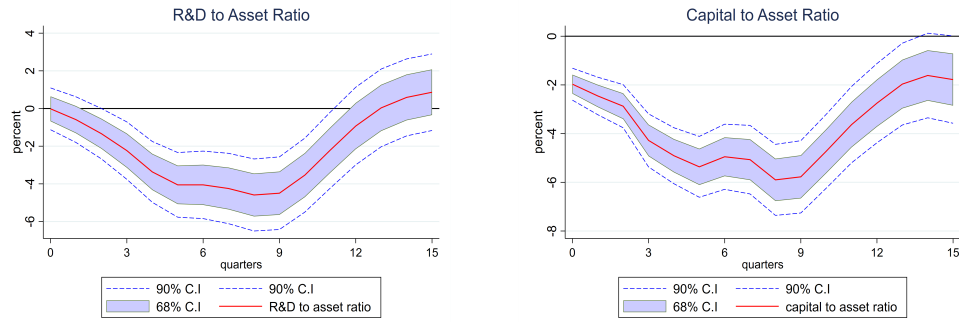 R&D to Asset Ratio
percent
4
2
0
-2
-4
-6
0 3 6 9 12 15
quarters
90% C.I 90% C.I
68% C.I R&D to asset ratio
Capital to Asset Ratio
percent
0
-2
-4
-6
-8
0 3 6 9 12 15
quarters
90% C.I 90% C.I
68% C.I capital to asset ratio